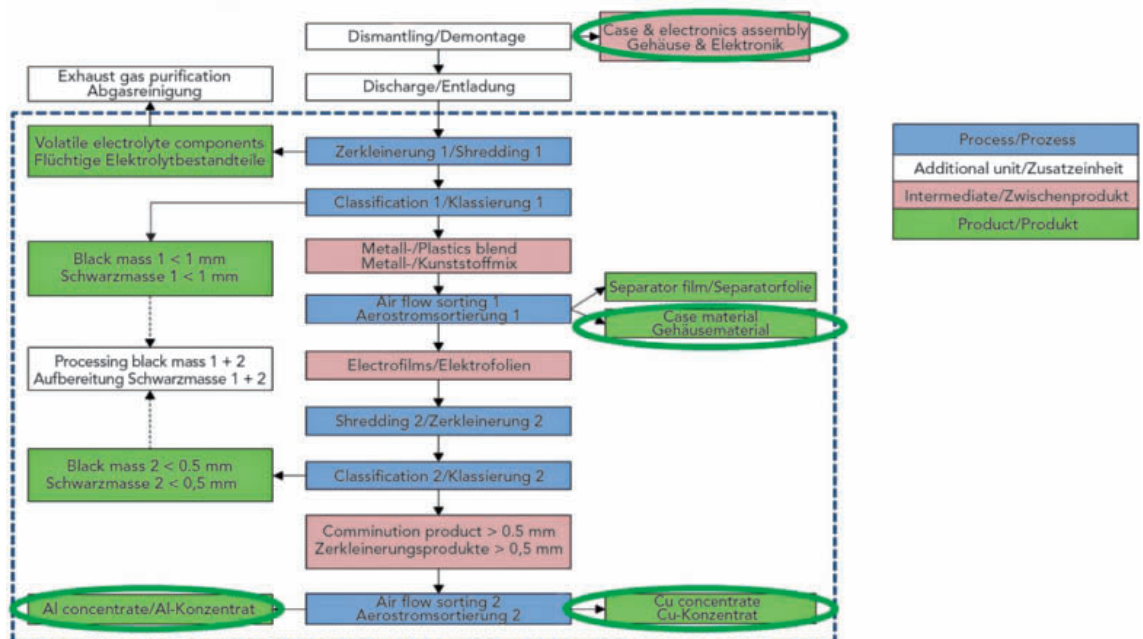 Dismantling/Demontage
Case & electronics assembly
Gehäuse & Elektronik
Exhaust gas purification
Abgasreinigung
Discharge/Entladung
Volatile electrolyte components
Flüchtige Elektrolytbestandteile
Zerkleinerung 1/Shredding 1
Classification 1/Klassierung 1
Black mass 1 < 1 mm
Schwarzmasse 1 < 1 mm
Metall-/Plastics blend
Metall-/Kunststoffmix
Air flow sorting 1
Aerostromsortierung 1
Separator film/Separatorfolie
Case material
Gehäusematerial
Processing black mass 1 + 2
Aufbereitung Schwarzmasse 1 + 2
Electrofilms/Elektrofolien
Shredding 2/Zerkleinerung 2
Black mass 2 < 0.5 mm
Schwarzmasse 2 < 0,5 mm
Classification 2/Klassierung 2
Comminution product > 0.5 mm
Zerkleinerungsprodukte > 0,5 mm
Al concentrate/Al-Konzentrat
Air flow sorting 2
Aerostromsortierung 2
Cu concentrate
Cu-Konzentrat
Process/Prozess
Additional unit/Zusatzeinheit
Intermediate/Zwischenprodukt
Product/Produkt